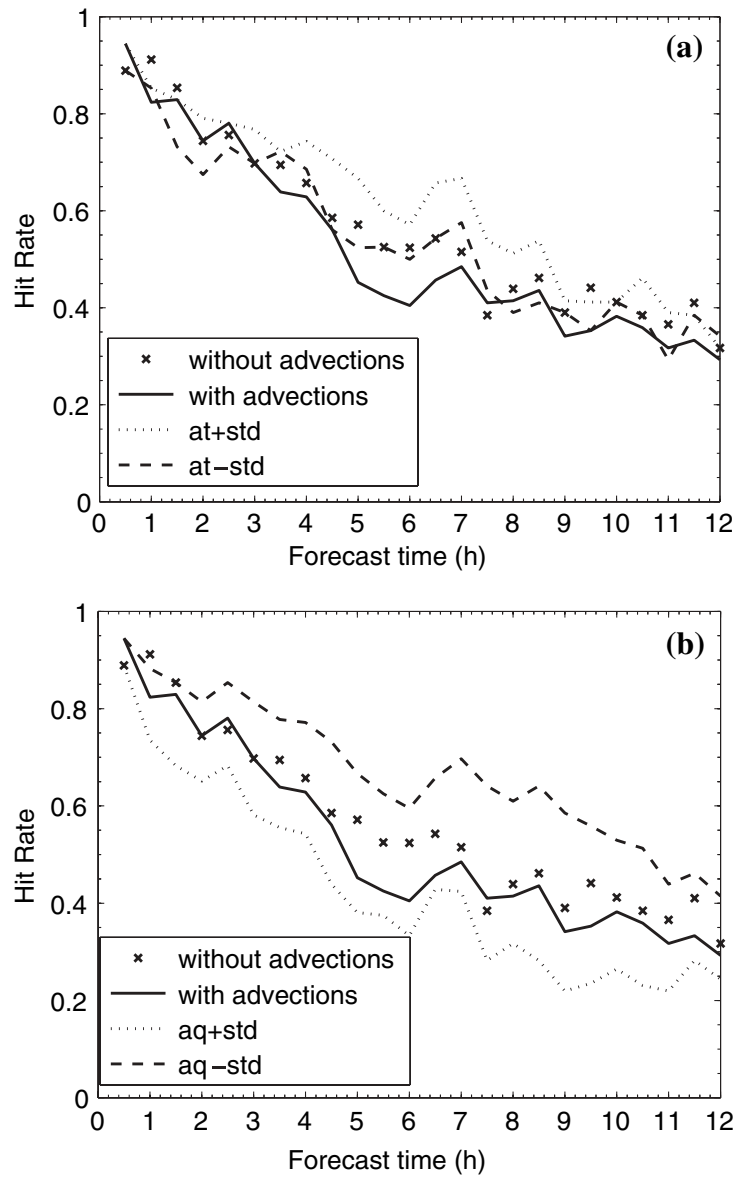 (a)
1
0.8
0.6
0.4
0.2
0
Hit Rate
without advections
with advections
at+std
at−std
0 1 2 3 4 5 6 7 8 9 10 11 12
Forecast time (h)
(b)
1
0.8
0.6
0.4
0.2
0
Hit Rate
without advections
with advections
aq+std
aq−std
0 1 2 3 4 5 6 7 8 9 10 11 12
Forecast time (h)